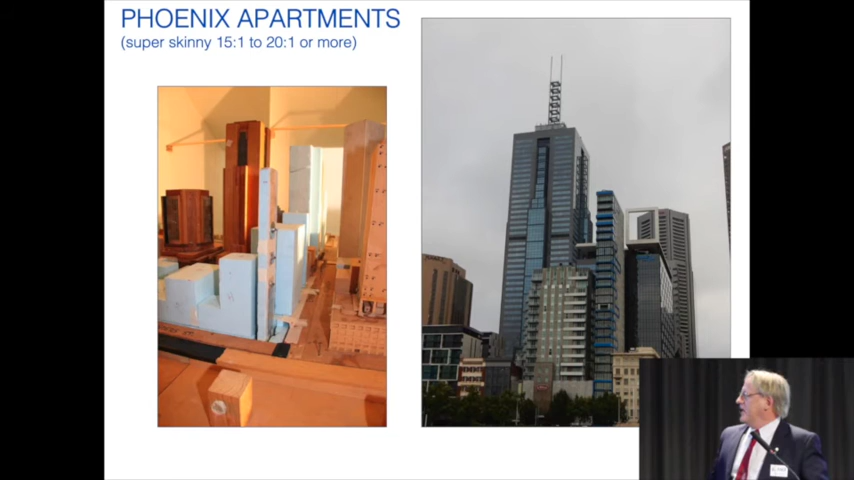 PHOENIX APARTMENTS
(super skinny 15:1 to 20:1 or more)